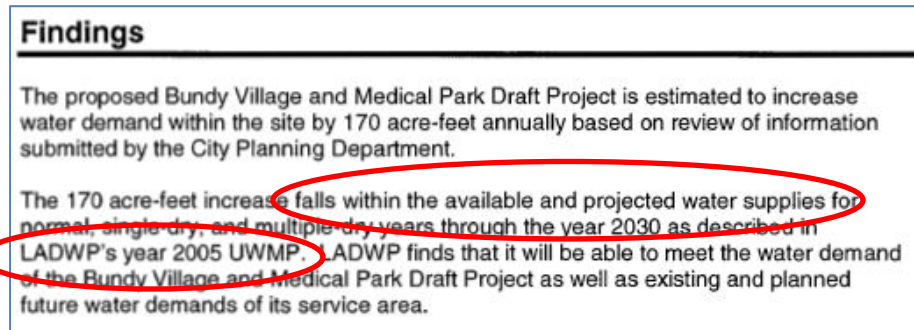 Findings
The proposed Bundy Village and Medical Park Draft Project is estimated to increase
water demand within the site by 170 acre-feet annually based on review of information
submitted by the City Planning Department.
The 170 acre-feet increase falls within the available and projected water supplies for
normal, single-dry, and multiple-dry years through the year 2030 as described in
LADWP's year 2005 UWMP. LADWP finds that it will be able to meet the water demand
of the Bundy Village and Medical Park Draft Project as well as existing and planned
future water demands of its service area.